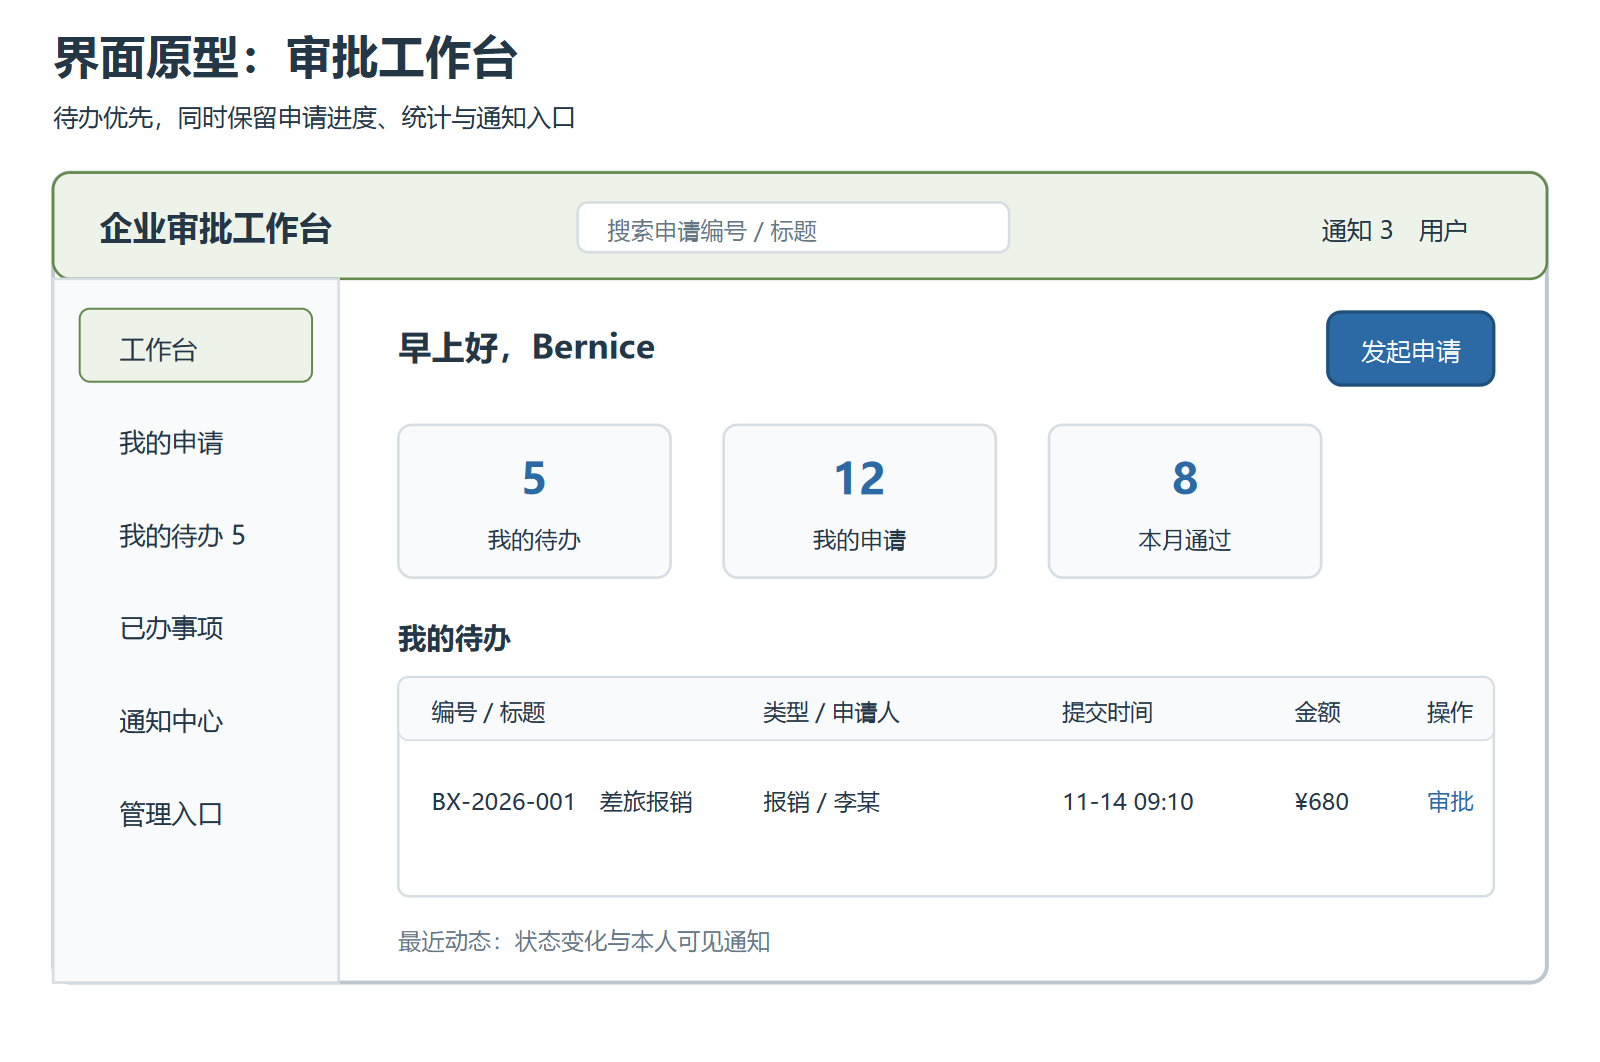 界面原型：审批工作台
待办优先，同时保留申请进度、统计与通知入口
企业审批工作台
搜索申请编号 / 标题
通知 3 用户
工作台
我的申请
我的待办 5
已办事项
通知中心
管理入口
早上好，Bernice
发起申请
5
我的待办
12
我的申请
8
本月通过
我的待办
编号 / 标题 类型 / 申请人 提交时间 金额 操作
BX-2026-001 差旅报销 报销 / 李某 11-14 09:10 ¥680 审批
最近动态：状态变化与本人可见通知